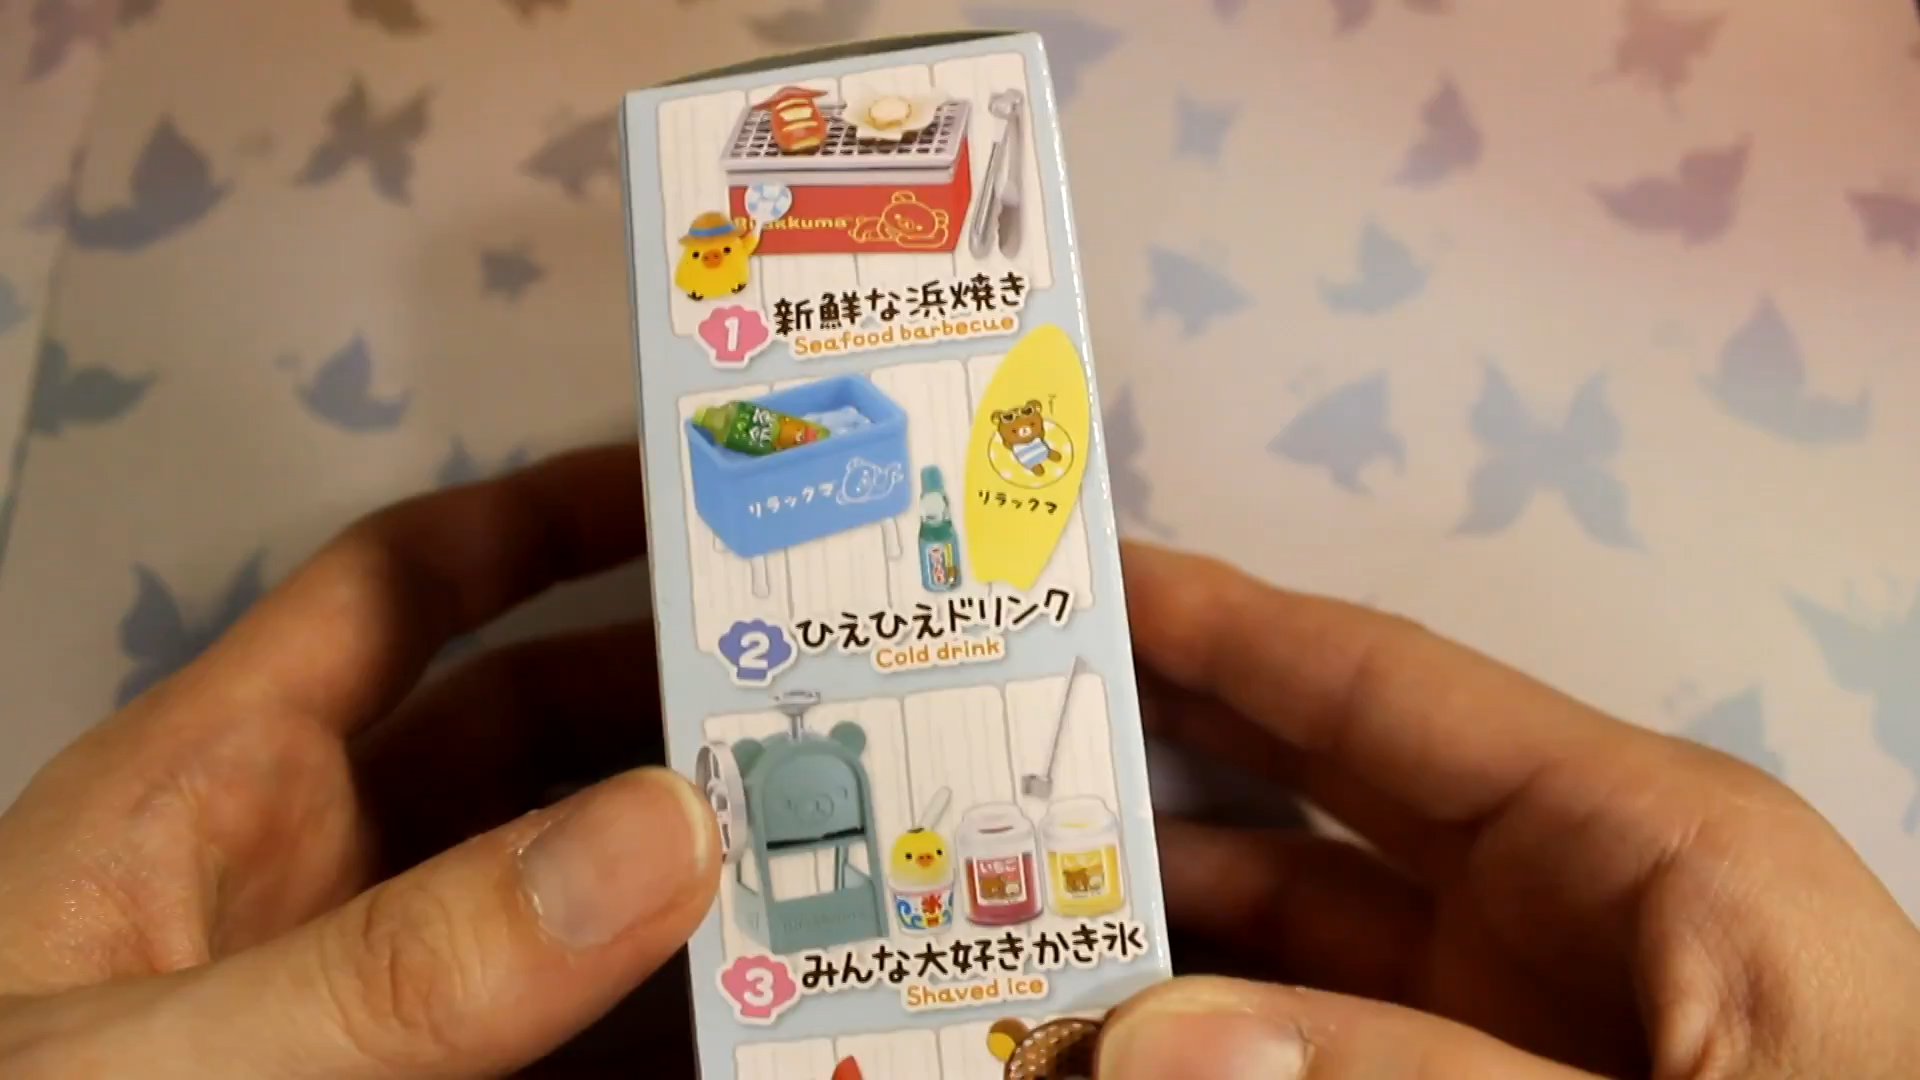 Rilakkuma
1
新鮮な浜焼き
Seafood barbecue
リラックマ
リラックマ
2
ひえひえドリンク
Cold drink
いちご
氷
3
みんな大好きかき氷
Shaved ice